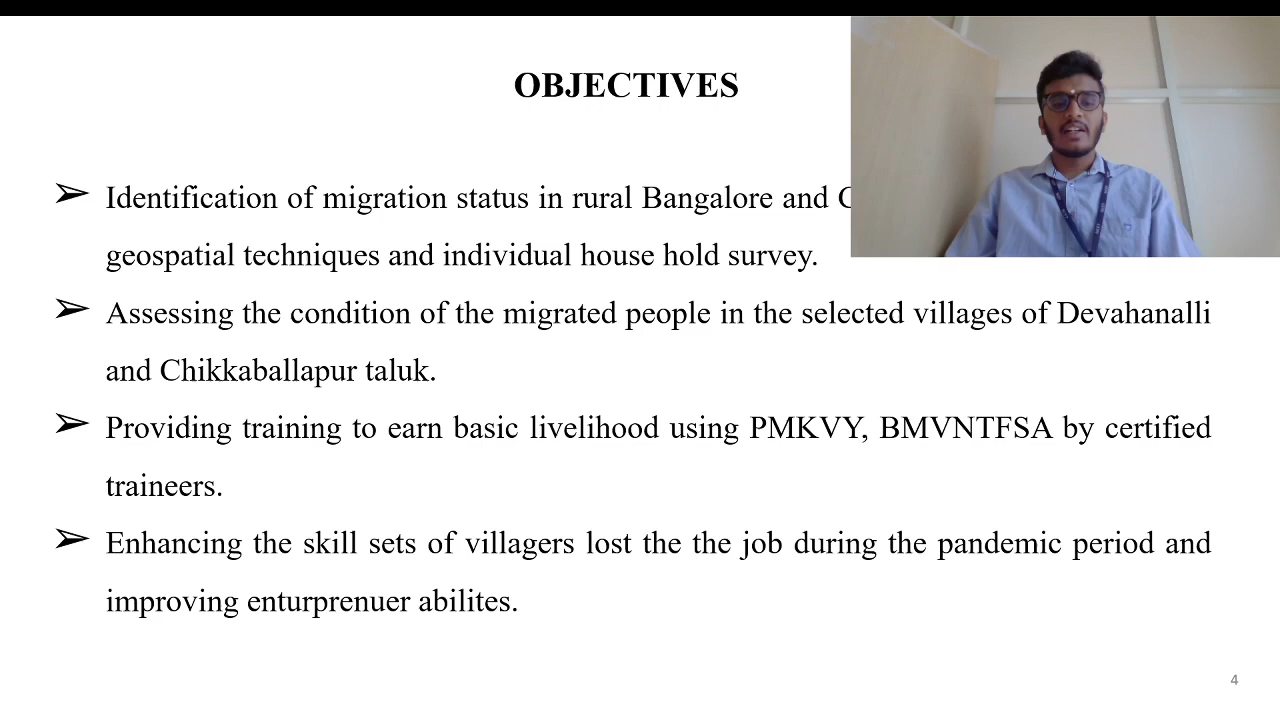 OBJECTIVES
➢ Identification of migration status in rural Bangalore and
geospatial techniques and individual house hold survey.
➢ Assessing the condition of the migrated people in the selected villages of Devahanalli
and Chikkaballapur taluk.
➢ Providing training to earn basic livelihood using PMKVY, BMVNTFSA by certified
traineers.
➢ Enhancing the skill sets of villagers lost the the job during the pandemic period and
improving enturprenuer abilites.
4